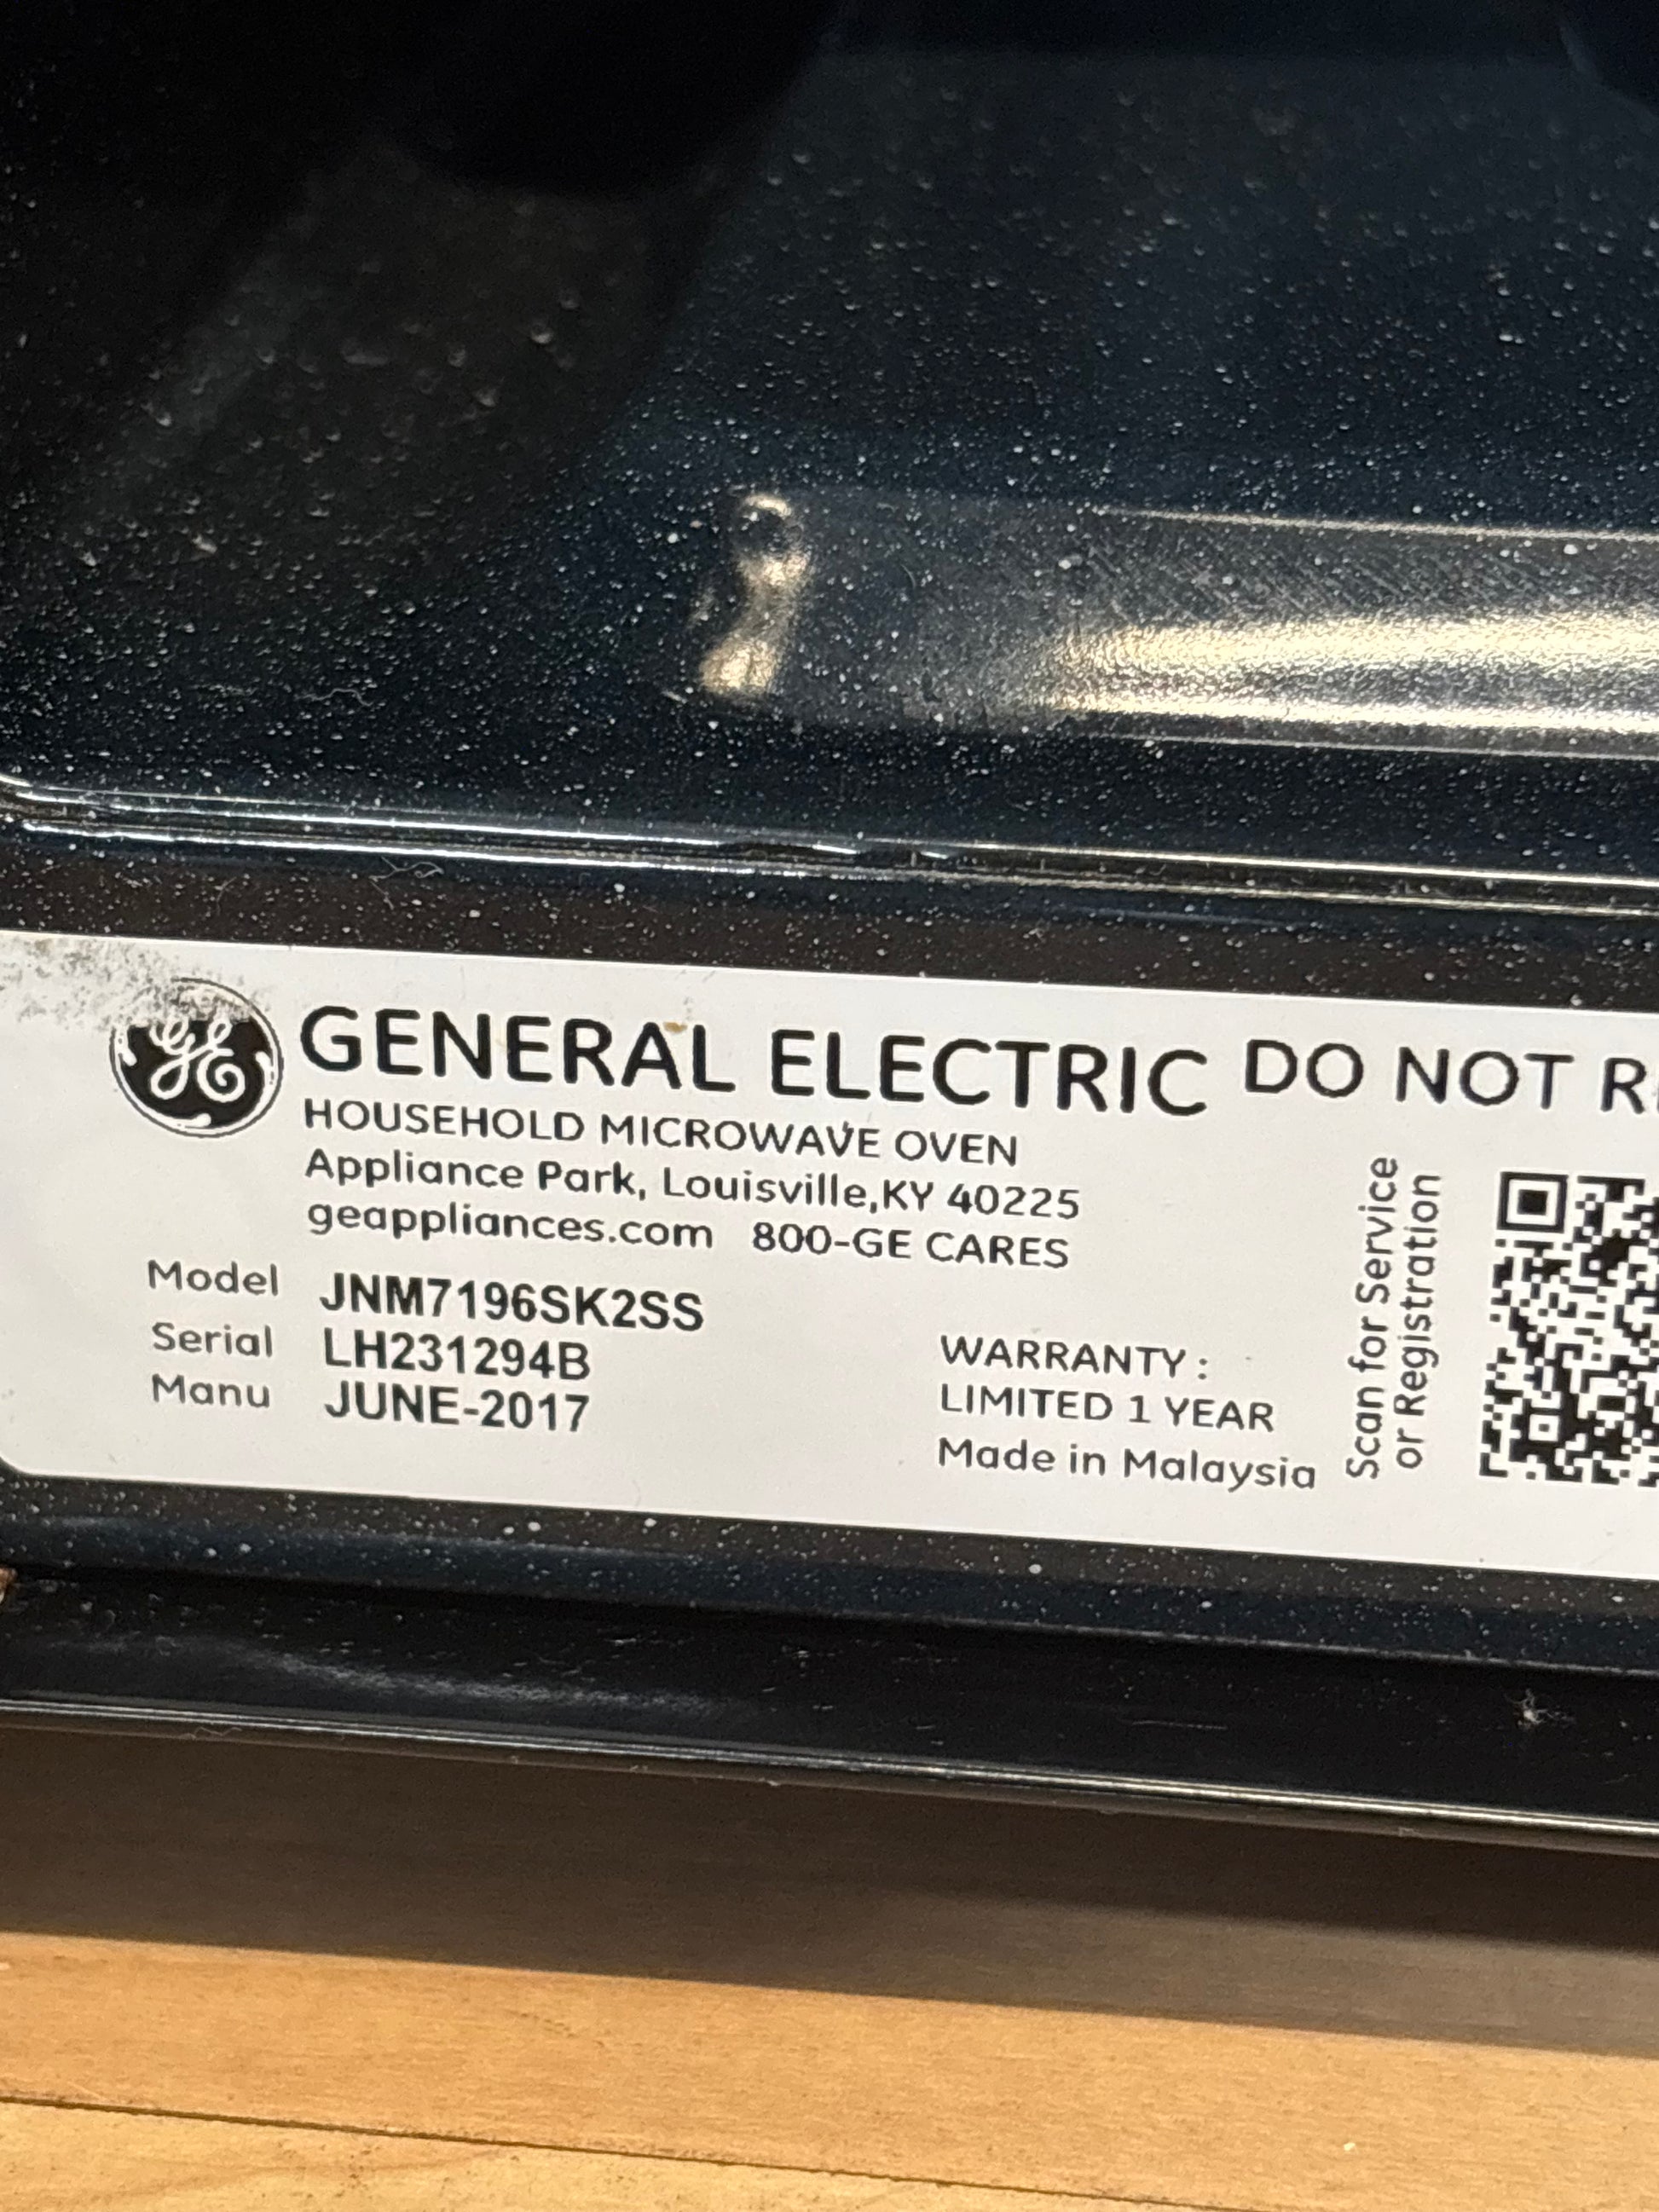 GE
GENERAL ELECTRIC DO NOT
HOUSEHOLD MICROWAVE OVEN
Appliance Park, Louisville,KY 40225
geappliances.com 800-GE CARES
Model JNM7196SK2SS
Serial LH231294B
Manu JUNE-2017
WARRANTY :
LIMITED 1 YEAR
Made in Malaysia
Scan for Service
or Registration